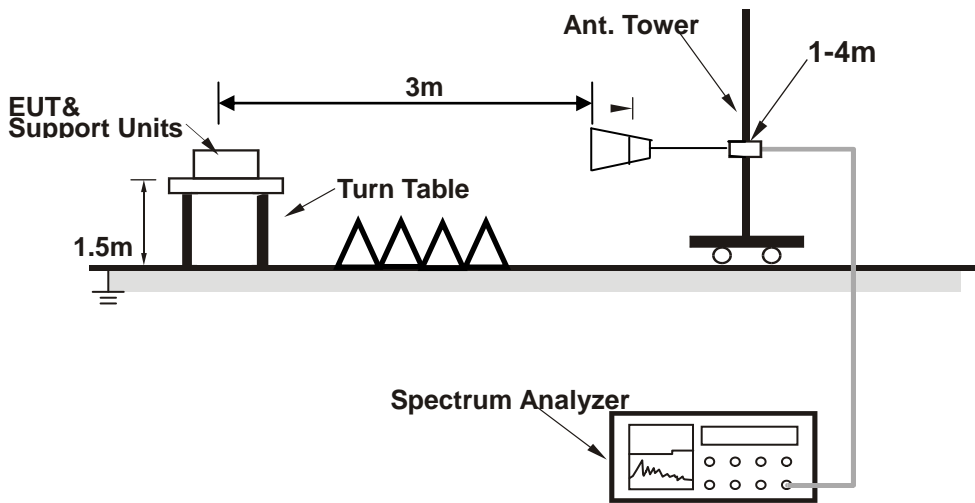 Ant. Tower
1-4m
3m
EUT&
Support Units
Turn Table
1.5m
Spectrum Analyzer